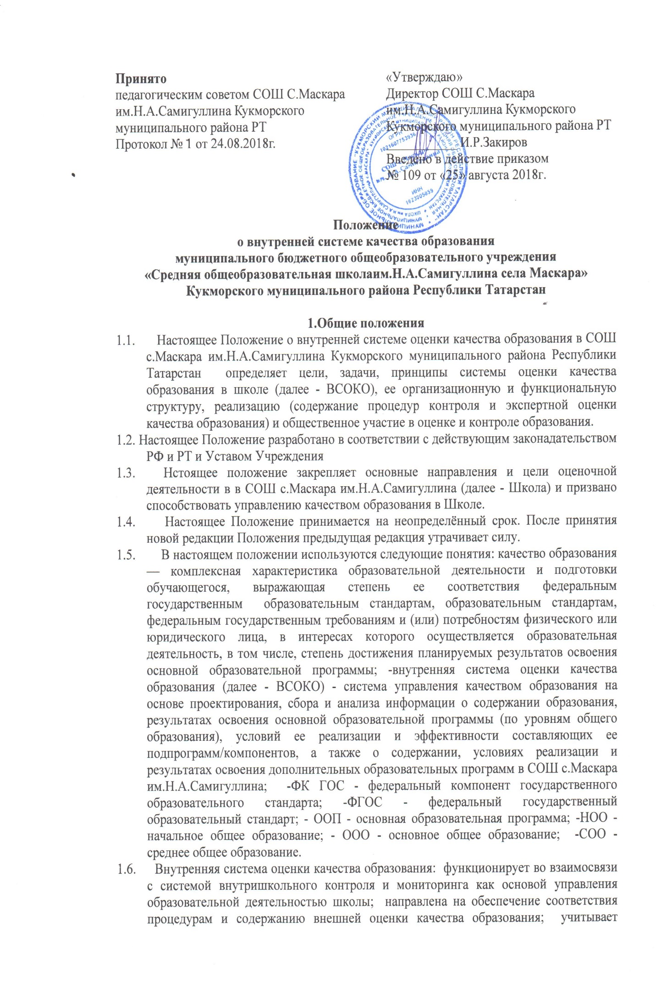 Принято
педагогическим советом СОШ С.Маскара
им.Н.А.Самигуллина Кукморского
муниципального района РТ
Протокол № 1 от 24.08.2018г.
«Утверждаю»
Директор СОШ С.Маскара
им.Н.А.Самигуллина Кукморского
Кукморского муниципального района РТ
____________ И.Р.Закиров
Введено в действие приказом
№ 109 от «25» августа 2018г.
ОГРН
1021607753936
СОШ с.Маскара
им.Н.А.Самигуллина
ИНН
1623005859
Положение
о внутренней системе качества образования
муниципального бюджетного общеобразовательного учреждения
«Средняя общеобразовательная школаим.Н.А.Самигуллина села Маскара»
Кукморского муниципального района Республики Татарстан
1.Общие положения
1.1. Настоящее Положение о внутренней системе оценки качества образования в СОШ
с.Маскара им.Н.А.Самигуллина Кукморского муниципального района Республики
Татарстан определяет цели, задачи, принципы системы оценки качества
образования в школе (далее - ВСОКО), ее организационную и функциональную
структуру, реализацию (содержание процедур контроля и экспертной оценки
качества образования) и общественное участие в оценке и контроле образования.
1.2. Настоящее Положение разработано в соответствии с действующим законадательством
РФ и РТ и Уставом Учреждения
1.3. Нстоящее положение закрепляет основные направления и цели оценочной
деятельности в в СОШ с.Маскара им.Н.А.Самигуллина (далее - Школа) и призвано
способствовать управлению качеством образования в Школе.
1.4. Настоящее Положение принимается на неопределённый срок. После принятия
новой редакции Положения предыдущая редакция утрачивает силу.
1.5. В настоящем положении используются следующие понятия: качество образования
— комплексная характеристика образовательной деятельности и подготовки
обучающегося, выражающая степень ее соответствия федеральным
государственным образовательным стандартам, образовательным стандартам,
федеральным государственным требованиям и (или) потребностям физического или
юридического лица, в интересах которого осуществляется образовательная
деятельность, в том числе, степень достижения планируемых результатов освоения
основной образовательной программы; -внутренняя система оценки качества
образования (далее - ВСОКО) - система управления качеством образования на
основе проектирования, сбора и анализа информации о содержании образования,
результатах освоения основной образовательной программы (по уровням общего
образования), условий ее реализации и эффективности составляющих ее
подпрограмм/компонентов, а также о содержании, условиях реализации и
результатах освоения дополнительных образовательных программ в СОШ с.Маскара
им.Н.А.Самигуллина; -ФК ГОС - федеральный компонент государственного
образовательного стандарта; -ФГОС - федеральный государственный
образовательный стандарт; - ООП - основная образовательная программа; -НОО -
начальное общее образование; - ООО - основное общее образование; -СОО -
среднее общее образование.
1.6. Внутренняя система оценки качества образования: функционирует во взаимосвязи
с системой внутришкольного контроля и мониторинга как основой управления
образовательной деятельностью школы; направлена на обеспечение соответствия
процедурам и содержанию внешней оценки качества образования; учитывает